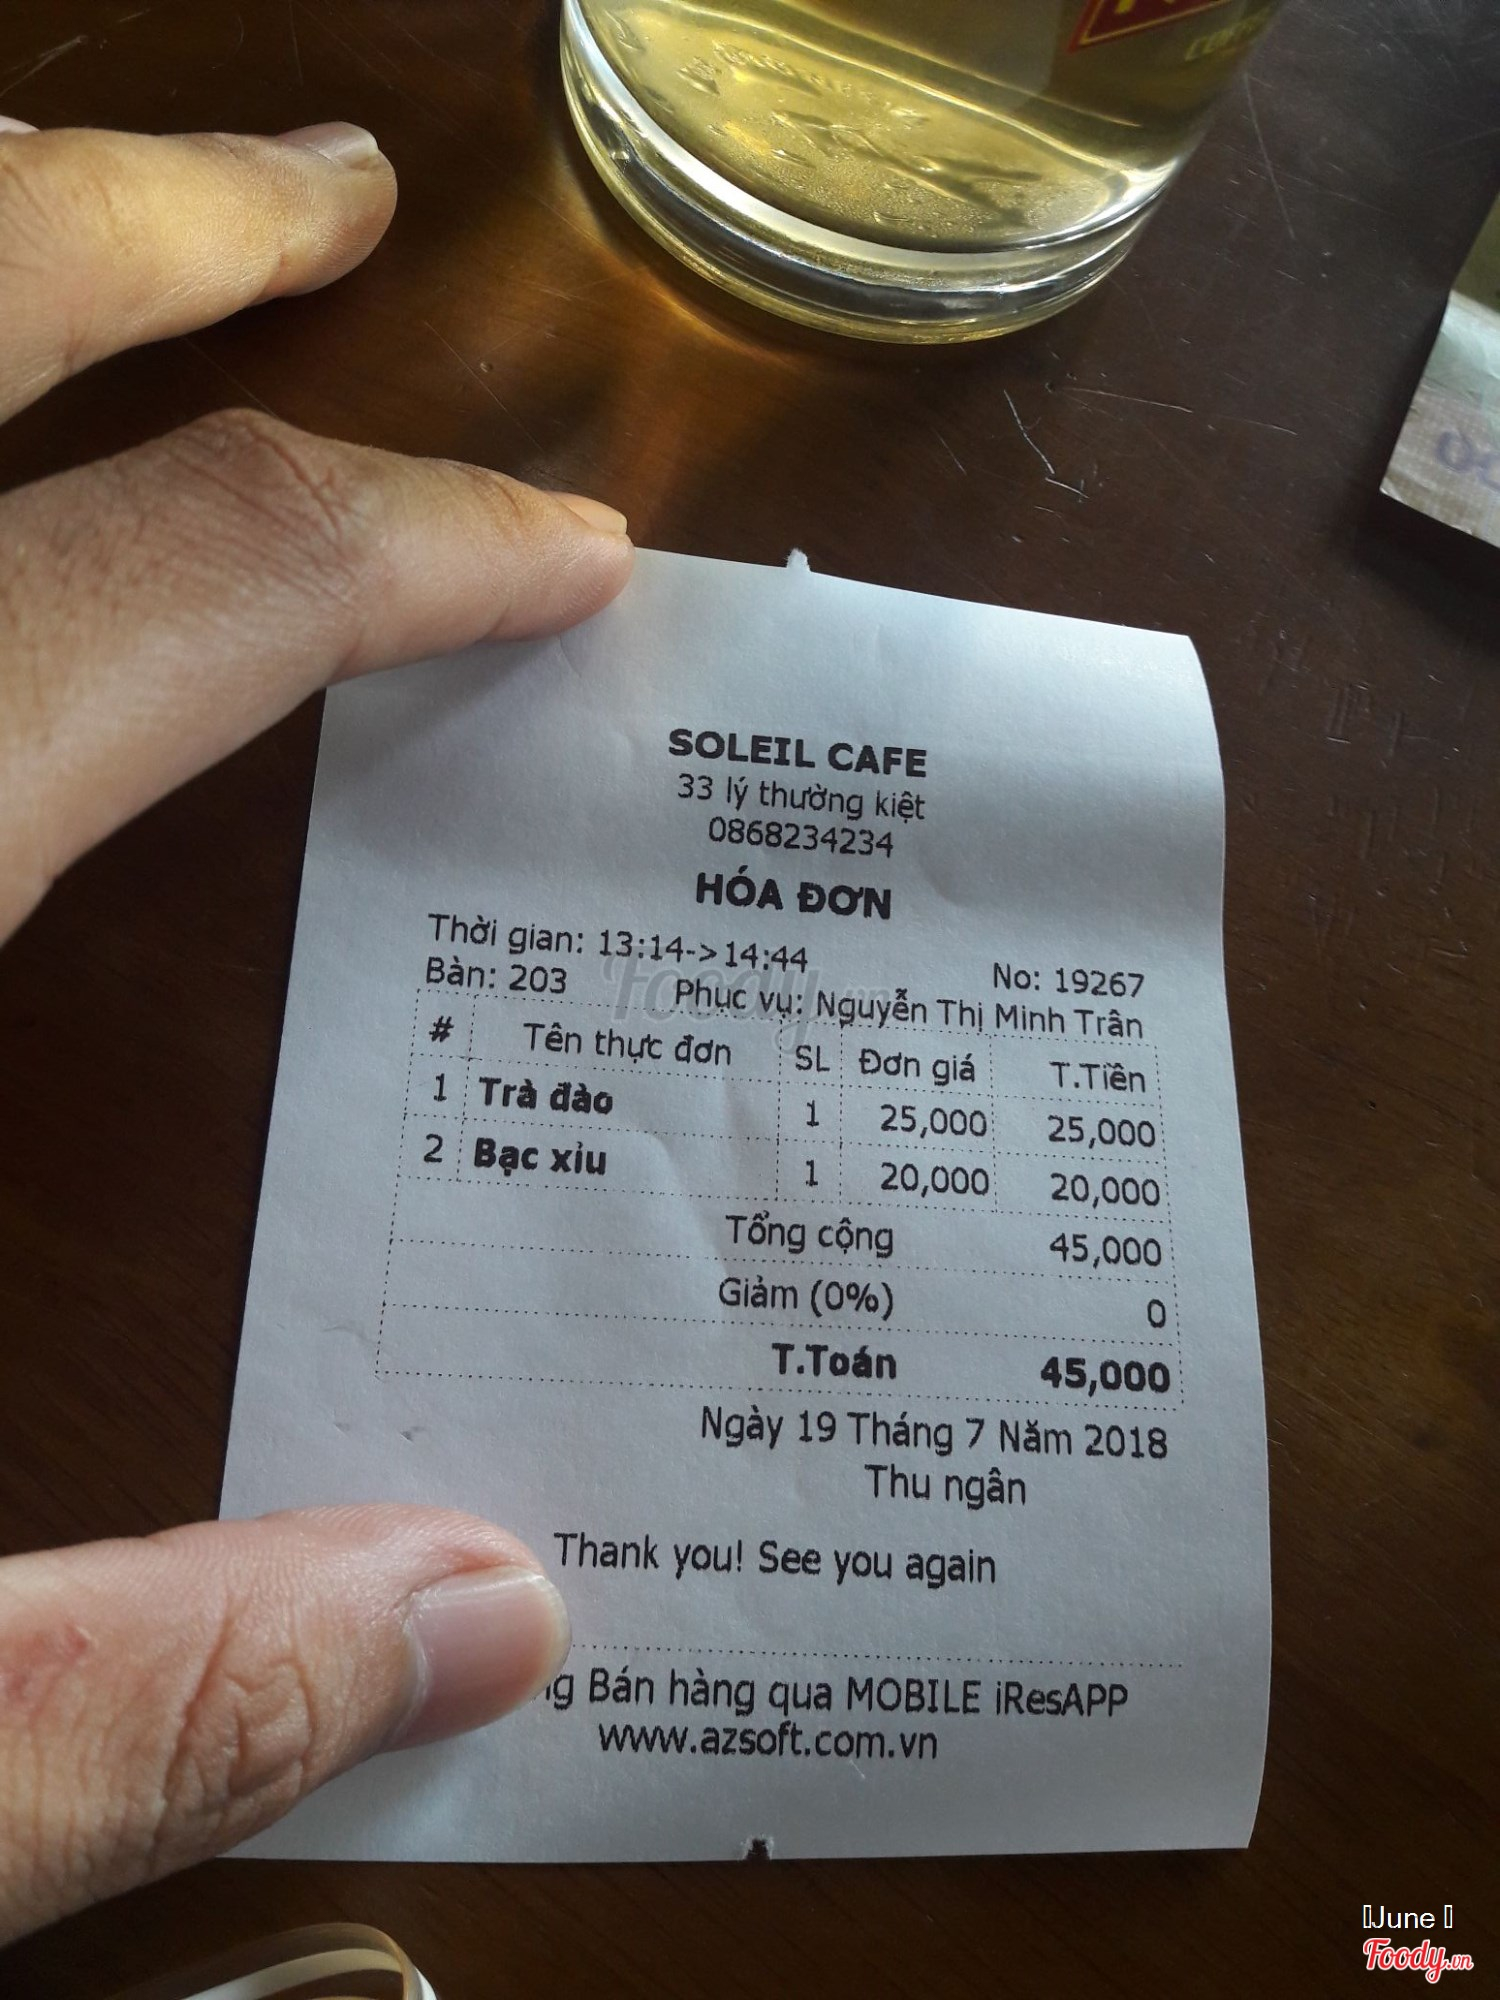 SOLEIL CAFE
33 lý thường kiệt
0868234234
HÓA ĐƠN
Thời gian: 13:14->14:44
No: 19267
Bàn: 203 Phục vụ: Nguyễn Thị Minh Trân
# Tên thực đơn SL Đơn giá T.Tiền
1 Trà đào 1 25,000 25,000
2 Bạc xỉu 1 20,000 20,000
Tổng cộng 45,000
Giảm (0%) 0
T.Toán 45,000
Ngày 19 Tháng 7 Năm 2018
Thu ngân
Thank you! See you again
Bán hàng qua MOBILE iResAPP
www.azsoft.com.vn
Foody.vn
June
Foody.vn